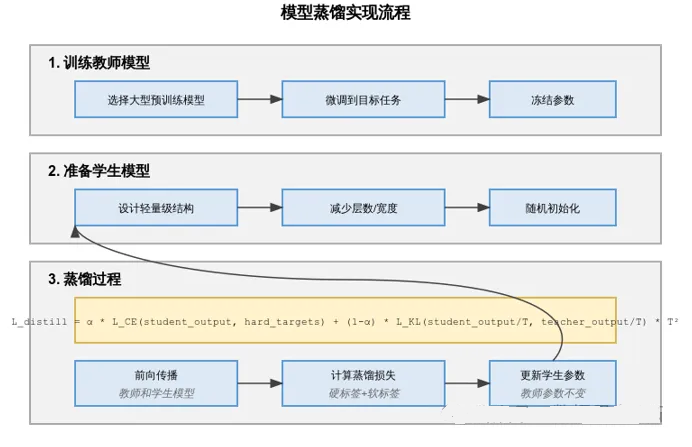 模型蒸馏实现流程
1. 训练教师模型
选择大型预训练模型
微调到目标任务
冻结参数
2. 准备学生模型
设计轻量级结构
减少层数/宽度
随机初始化
3. 蒸馏过程
L_distill = α * L_CE(student_output, hard_targets) + (1-α) * L_KL(student_output/T, teacher_output/T) * T²
前向传播
教师和学生模型
计算蒸馏损失
硬标签+软标签
更新学生参数
教师参数不变